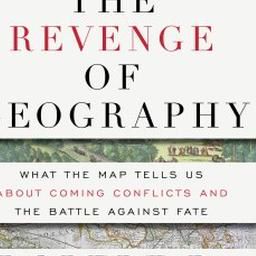 THE
REVENGE
OF
EOGRAPHY
WHAT THE MAP TELLS US
ABOUT COMING CONFLICTS AND
THE BATTLE AGAINST FATE